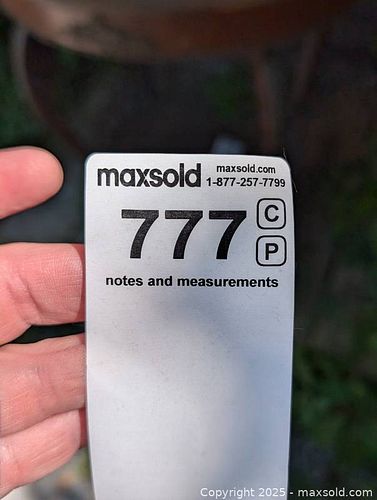 maxsold maxsold.com
1-877-257-7799
777 C
P
notes and measurements
Copyright 2025 - maxsold.com